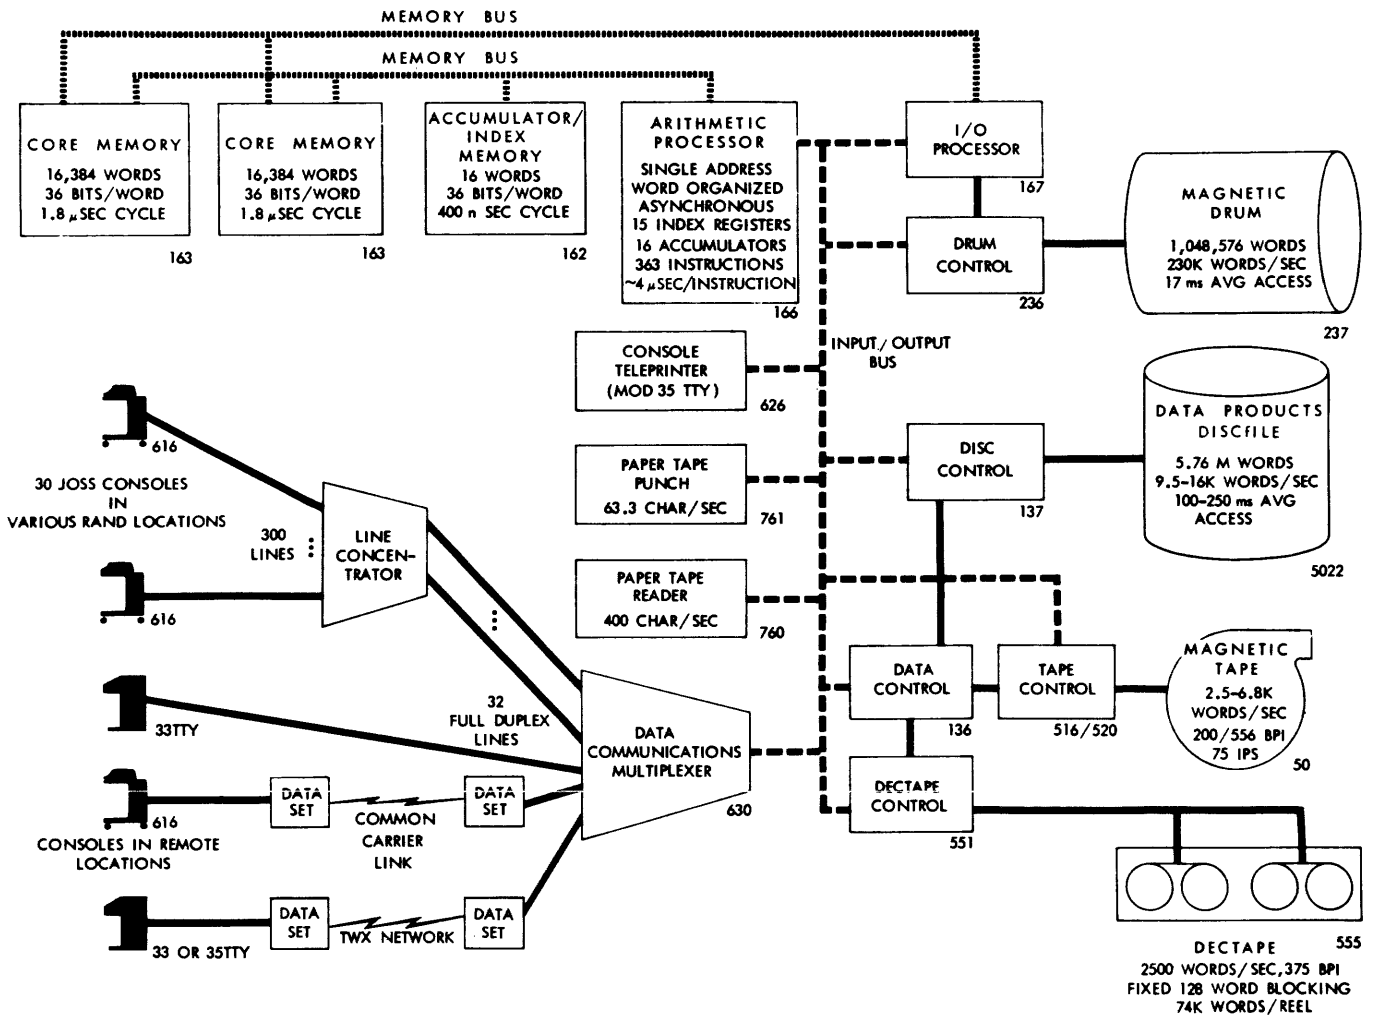 MEMORY BUS
MEMORY BUS
CORE MEMORY
16,384 WORDS
36 BITS/WORD
1.8 μSEC CYCLE
163
CORE MEMORY
16,384 WORDS
36 BITS/WORD
1.8 μSEC CYCLE
163
ACCUMULATOR/
INDEX
MEMORY
16 WORDS
36 BITS/WORD
400 n SEC CYCLE
162
ARITHMETIC
PROCESSOR
SINGLE ADDRESS
WORD ORGANIZED
ASYNCHRONOUS
15 INDEX REGISTERS
16 ACCUMULATORS
363 INSTRUCTIONS
~4 μSEC/INSTRUCTION
166
I/O
PROCESSOR
167
DRUM
CONTROL
236
MAGNETIC
DRUM
1,048,576 WORDS
230K WORDS/SEC
17 ms AVG ACCESS
237
INPUT/OUTPUT
BUS
CONSOLE
TELEPRINTER
(MOD 35 TTY)
626
PAPER TAPE
PUNCH
63.3 CHAR/SEC
761
PAPER TAPE
READER
400 CHAR/SEC
760
DISC
CONTROL
137
DATA PRODUCTS
DISCFILE
5.76 M WORDS
9.5-16K WORDS/SEC
100-250 ms AVG
ACCESS
5022
616
30 JOSS CONSOLES
IN
VARIOUS RAND LOCATIONS
300
LINES
616
LINE
CONCEN-
TRATOR
33TTY
32
FULL DUPLEX
LINES
616
CONSOLES IN REMOTE
LOCATIONS
DATA
SET
COMMON
CARRIER
LINK
DATA
SET
33 OR 35TTY
DATA
SET
TWX NETWORK
DATA
SET
DATA
COMMUNICATIONS
MULTIPLEXER
630
DATA
CONTROL
136
TAPE
CONTROL
516/520
MAGNETIC
TAPE
2.5-6.8K
WORDS/SEC
200/556 BPI
75 IPS
50
DECTAPE
CONTROL
551
555
DECTAPE
2500 WORDS/SEC,375 BPI
FIXED 128 WORD BLOCKING
74K WORDS/REEL